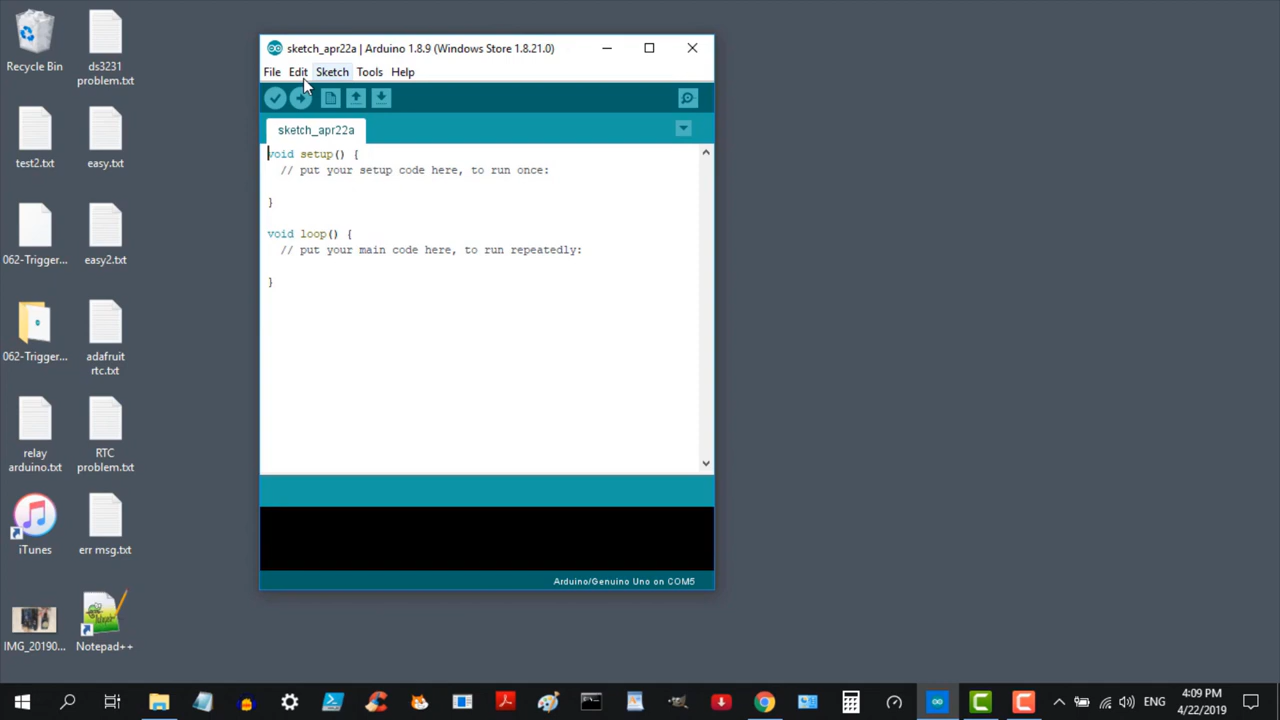 Recycle Bin
ds3231
problem.txt
test2.txt
easy.txt
062-Trigger...
easy2.txt
062-Trigger...
adafruit
rtc.txt
relay
arduino.txt
RTC
problem.txt
iTunes
err msg.txt
IMG_20190...
Notepad++
sketch_apr22a | Arduino 1.8.9 (Windows Store 1.8.21.0)
File Edit Sketch Tools Help
sketch_apr22a
void setup() {
// put your setup code here, to run once:
}
void loop() {
// put your main code here, to run repeatedly:
}
Arduino/Genuino Uno on COM5
ENG
4:09 PM
4/22/2019